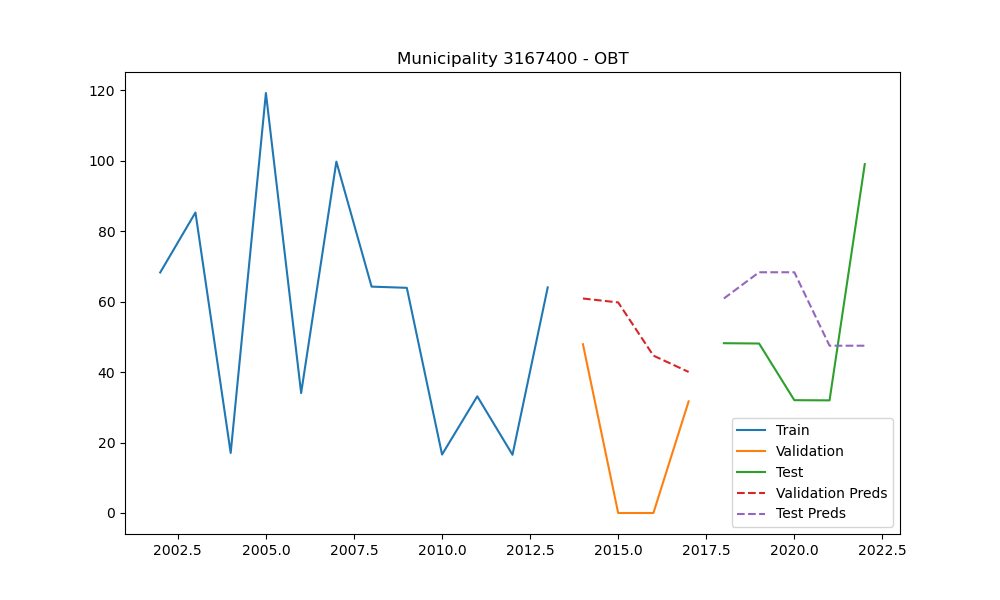 Municipality 3167400 - OBT
120
100
80
60
40
20
0
2002.5
2005.0
2007.5
2010.0
2012.5
2015.0
2017.5
2020.0
2022.5
Train
Validation
Test
Validation Preds
Test Preds